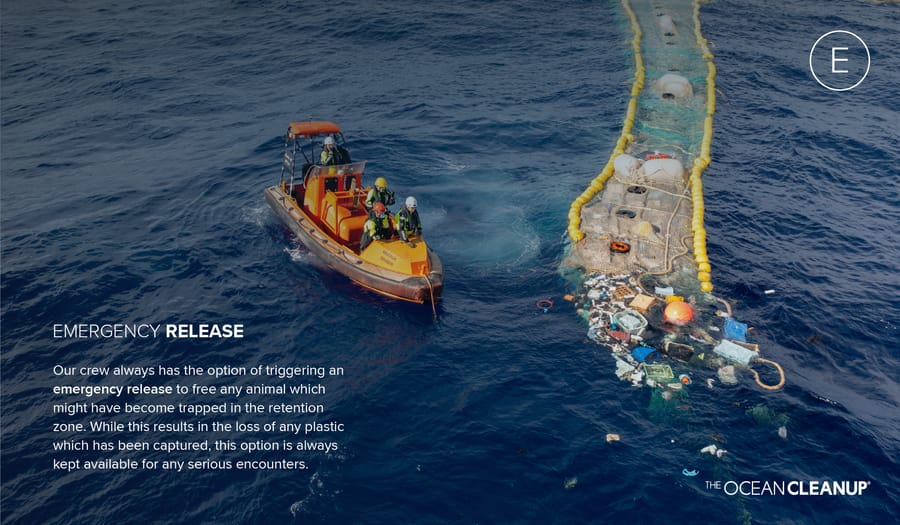 E
EMERGENCY RELEASE
Our crew always has the option of triggering an
emergency release to free any animal which
might have become trapped in the retention
zone. While this results in the loss of any plastic
which has been captured, this option is always
kept available for any serious encounters.
THE OCEANCLEANUP®